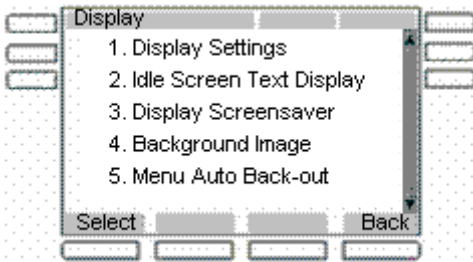 Display
1. Display Settings
2. Idle Screen Text Display
3. Display Screensaver
4. Background Image
5. Menu Auto Back-out
Select Back